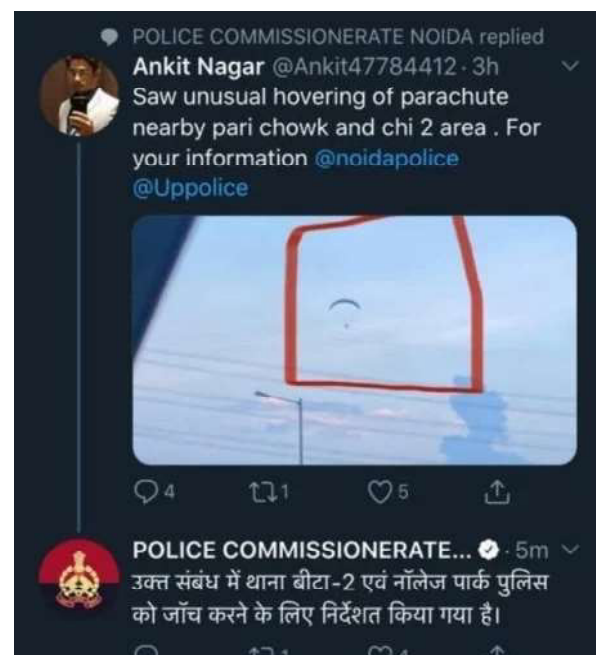 POLICE COMMISSIONERATE NOIDA replied
Ankit Nagar @Ankit47784412 · 3h
Saw unusual hovering of parachute
nearby pari chowk and chi 2 area . For
your information @noidapolice
@Uppolice
4 1 5
POLICE COMMISSIONERATE... · 5m
उक्त संबंध में थाना बीटा-2 एवं नॉलेज पार्क पुलिस
को जॉच करने के लिए निर्देशत किया गया है।